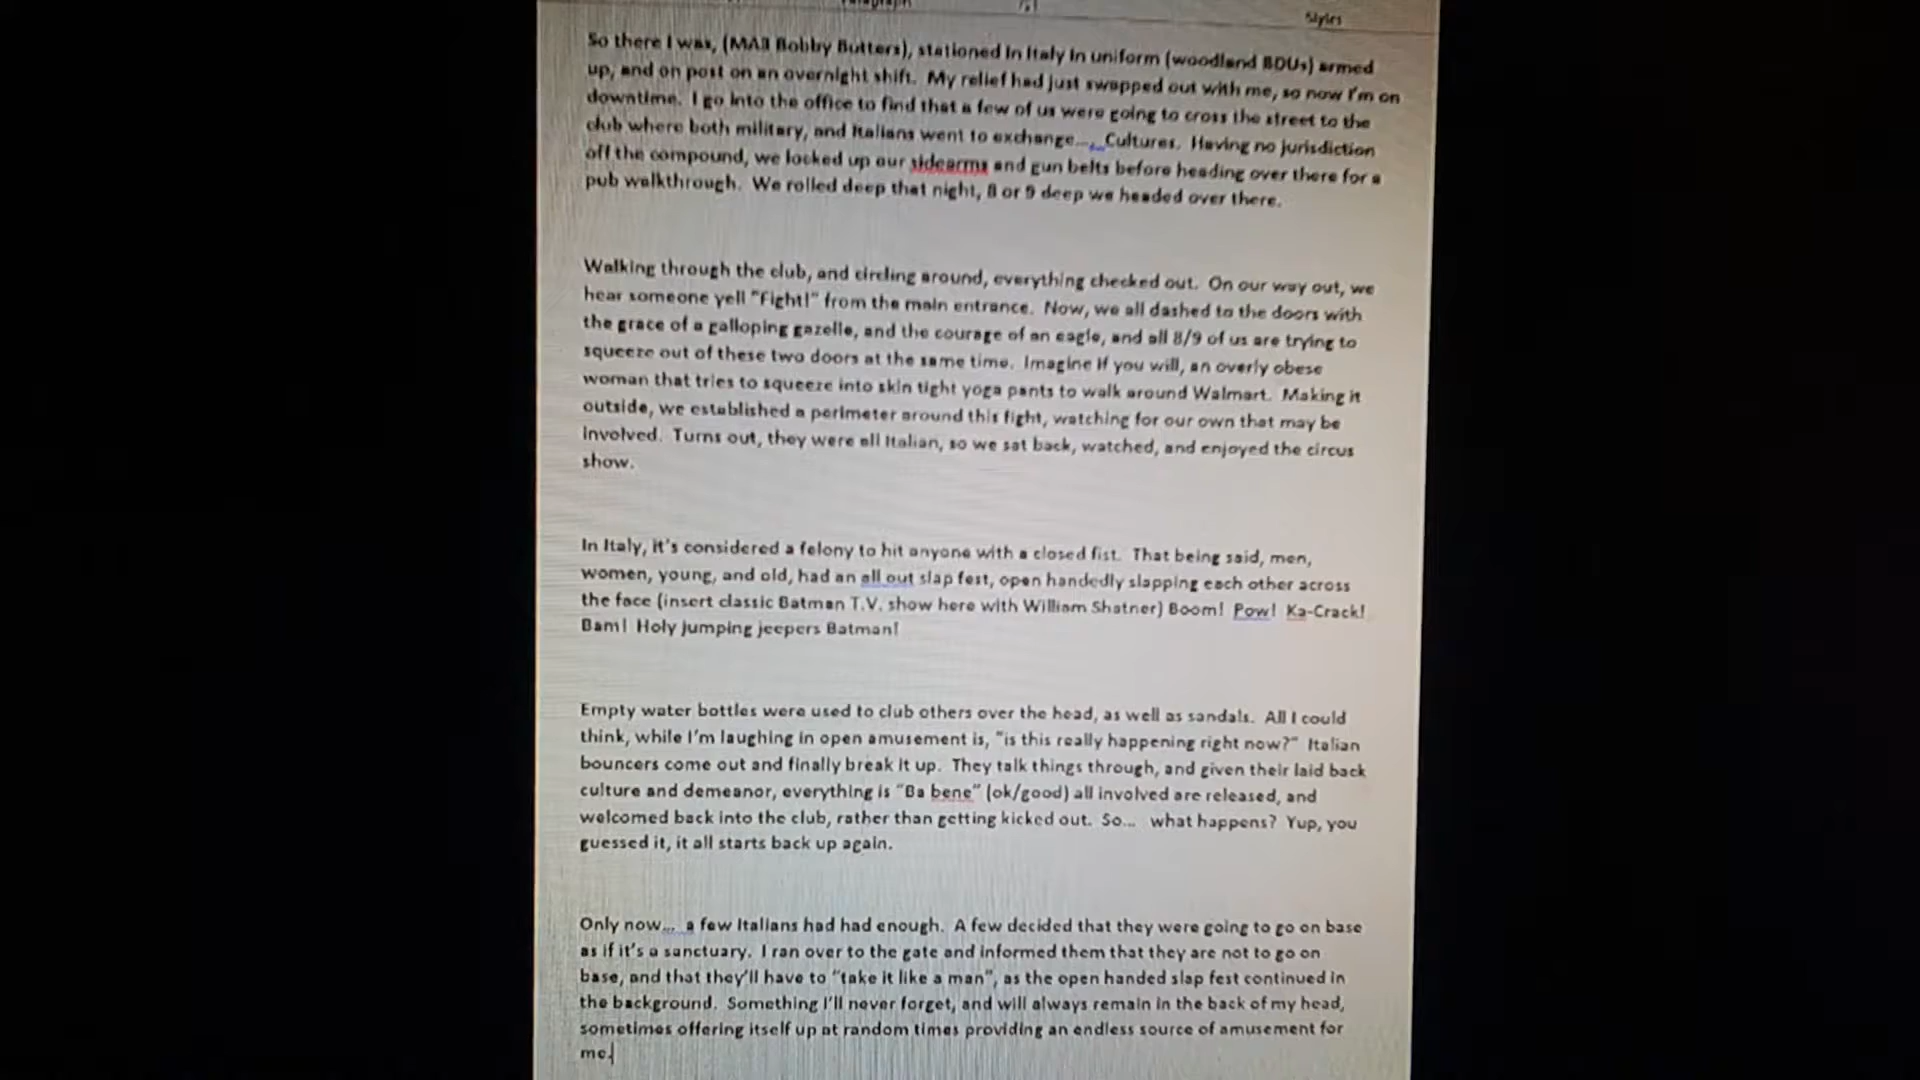 Paragraph
Styles
So there I was, (MA3 Bobby Butters), stationed in Italy in uniform (woodland BDUs) armed
up, and on post on an overnight shift. My relief had just swapped out with me, so now I'm on
downtime. I go into the office to find that a few of us were going to cross the street to the
club where both military, and Italians went to exchange.... Cultures. Having no jurisdiction
off the compound, we locked up our sidearms and gun belts before heading over there for a
pub walkthrough. We rolled deep that night, 8 or 9 deep we headed over there.
Walking through the club, and circling around, everything checked out. On our way out, we
hear someone yell "Fight!" from the main entrance. Now, we all dashed to the doors with
the grace of a galloping gazelle, and the courage of an eagle, and all 8/9 of us are trying to
squeeze out of these two doors at the same time. Imagine if you will, an overly obese
woman that tries to squeeze into skin tight yoga pants to walk around Walmart. Making it
outside, we established a perimeter around this fight, watching for our own that may be
involved. Turns out, they were all Italian, so we sat back, watched, and enjoyed the circus
show.
In Italy, it's considered a felony to hit anyone with a closed fist. That being said, men,
women, young, and old, had an all out slap fest, open handedly slapping each other across
the face (insert classic Batman T.V. show here with William Shatner) Boom! Pow! Ka-Crack!
Bam! Holy jumping jeepers Batman!
Empty water bottles were used to club others over the head, as well as sandals. All I could
think, while I'm laughing in open amusement is, "is this really happening right now?" Italian
bouncers come out and finally break it up. They talk things through, and given their laid back
culture and demeanor, everything is "Ba bene" (ok/good) all involved are released, and
welcomed back into the club, rather than getting kicked out. So... what happens? Yup, you
guessed it, it all starts back up again.
Only now... a few Italians had had enough. A few decided that they were going to go on base
as if it's a sanctuary. I ran over to the gate and informed them that they are not to go on
base, and that they'll have to "take it like a man", as the open handed slap fest continued in
the background. Something I'll never forget, and will always remain in the back of my head,
sometimes offering itself up at random times providing an endless source of amusement for
me.